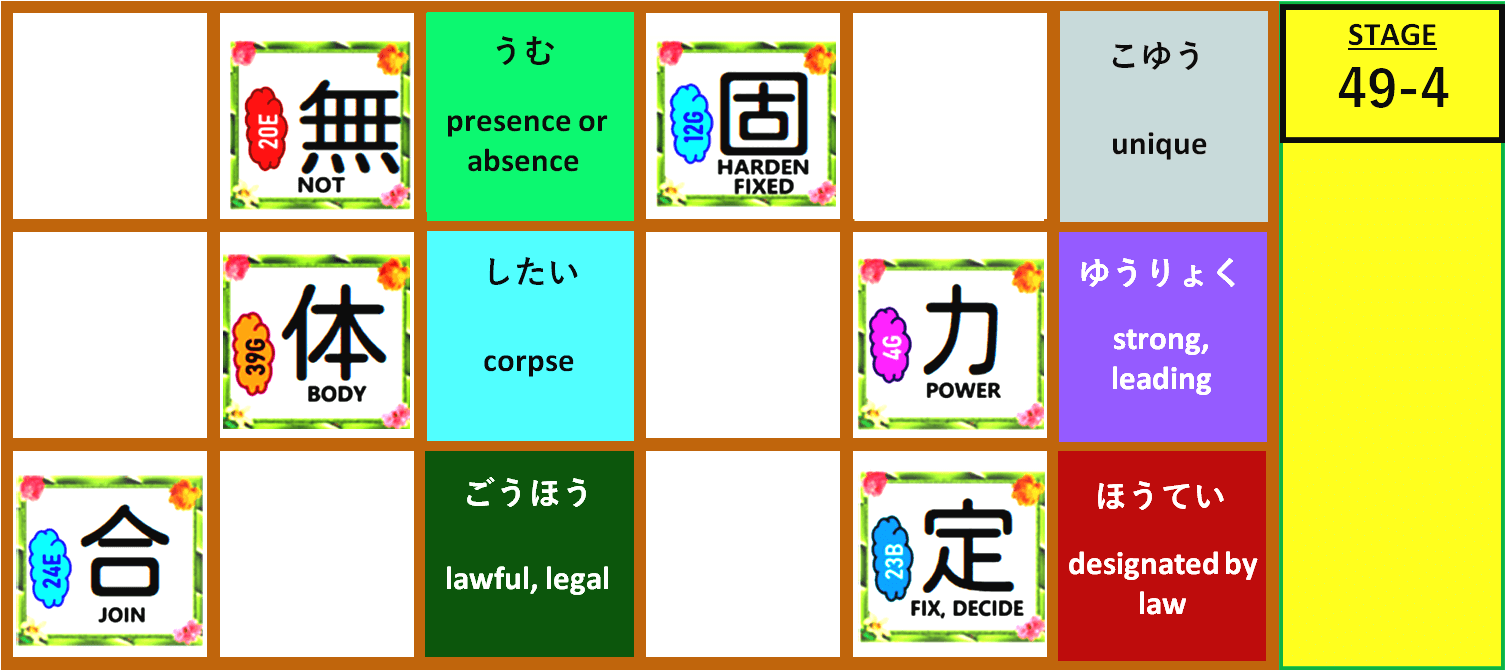 20E
無
NOT
うむ
presence or
absence
12G
固
HARDEN
FIXED
こゆう
unique
STAGE
49-4
39G
体
BODY
したい
corpse
4G
力
POWER
ゆうりょく
strong,
leading
24E
合
JOIN
ごうほう
lawful, legal
23B
定
FIX, DECIDE
ほうてい
designated by
law